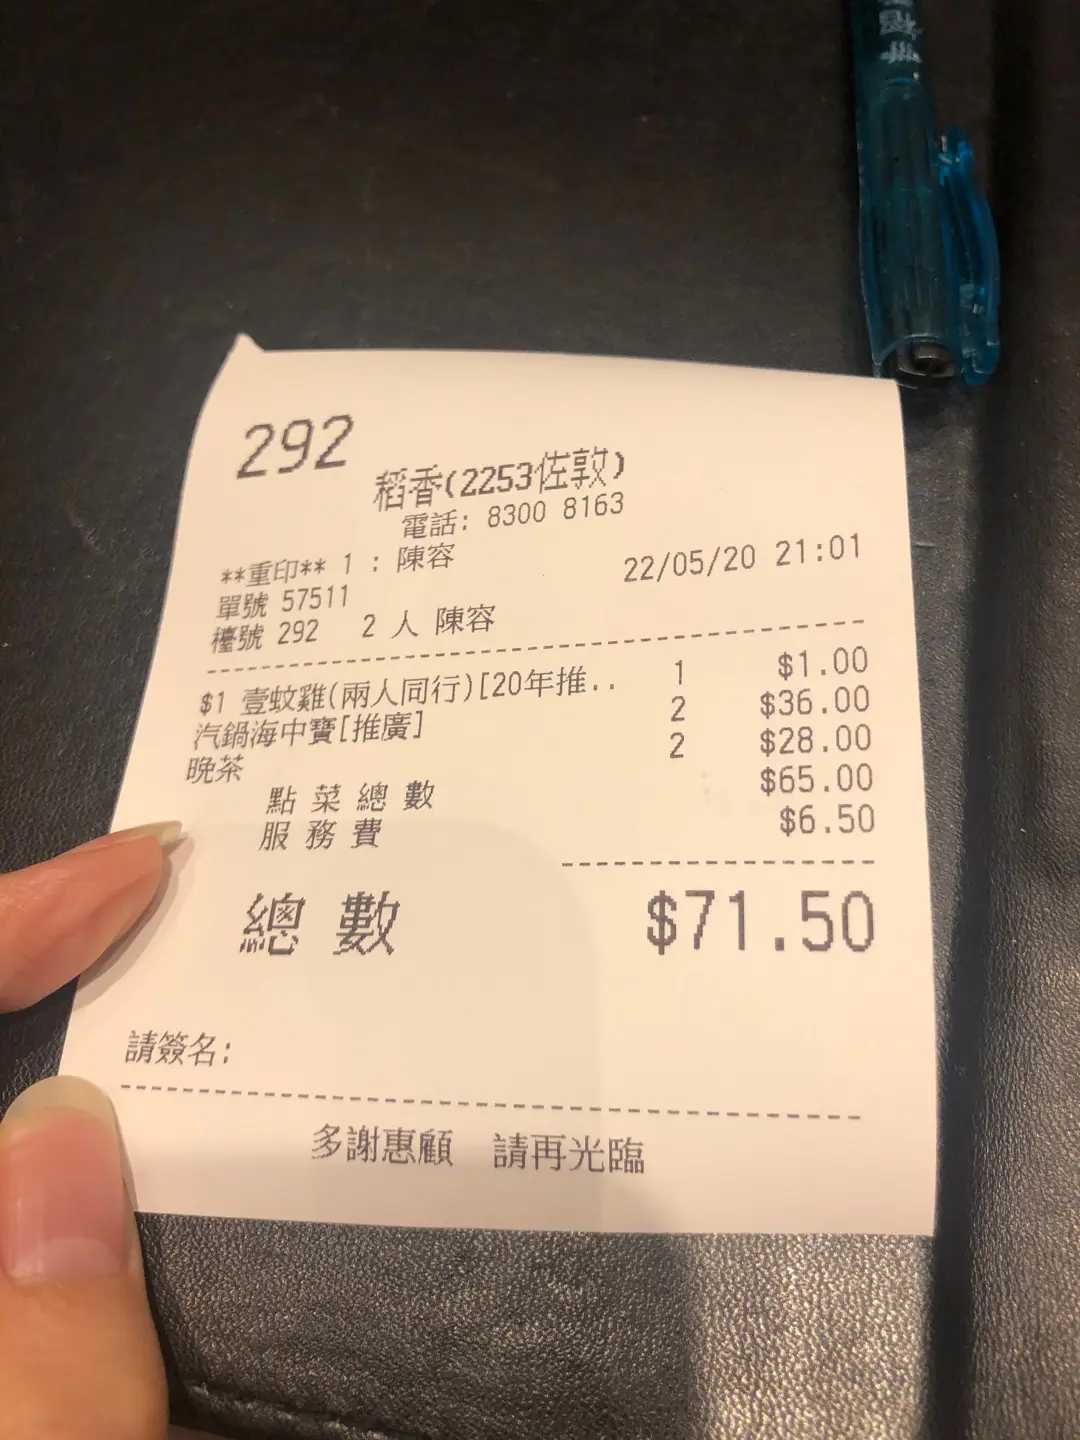 292
稻香(2253佐敦)
電話: 8300 8163
**重印** 1 : 陳容 22/05/20 21:01
單號 57511
檯號 292 2 人 陳容
$1 壹蚊雞(兩人同行)[20年推.. 1 $1.00
汽鍋海中寶[推廣] 2 $36.00
晚茶 2 $28.00
點菜總數 $65.00
服務費 $6.50
總數 $71.50
請簽名:
多謝惠顧 請再光臨